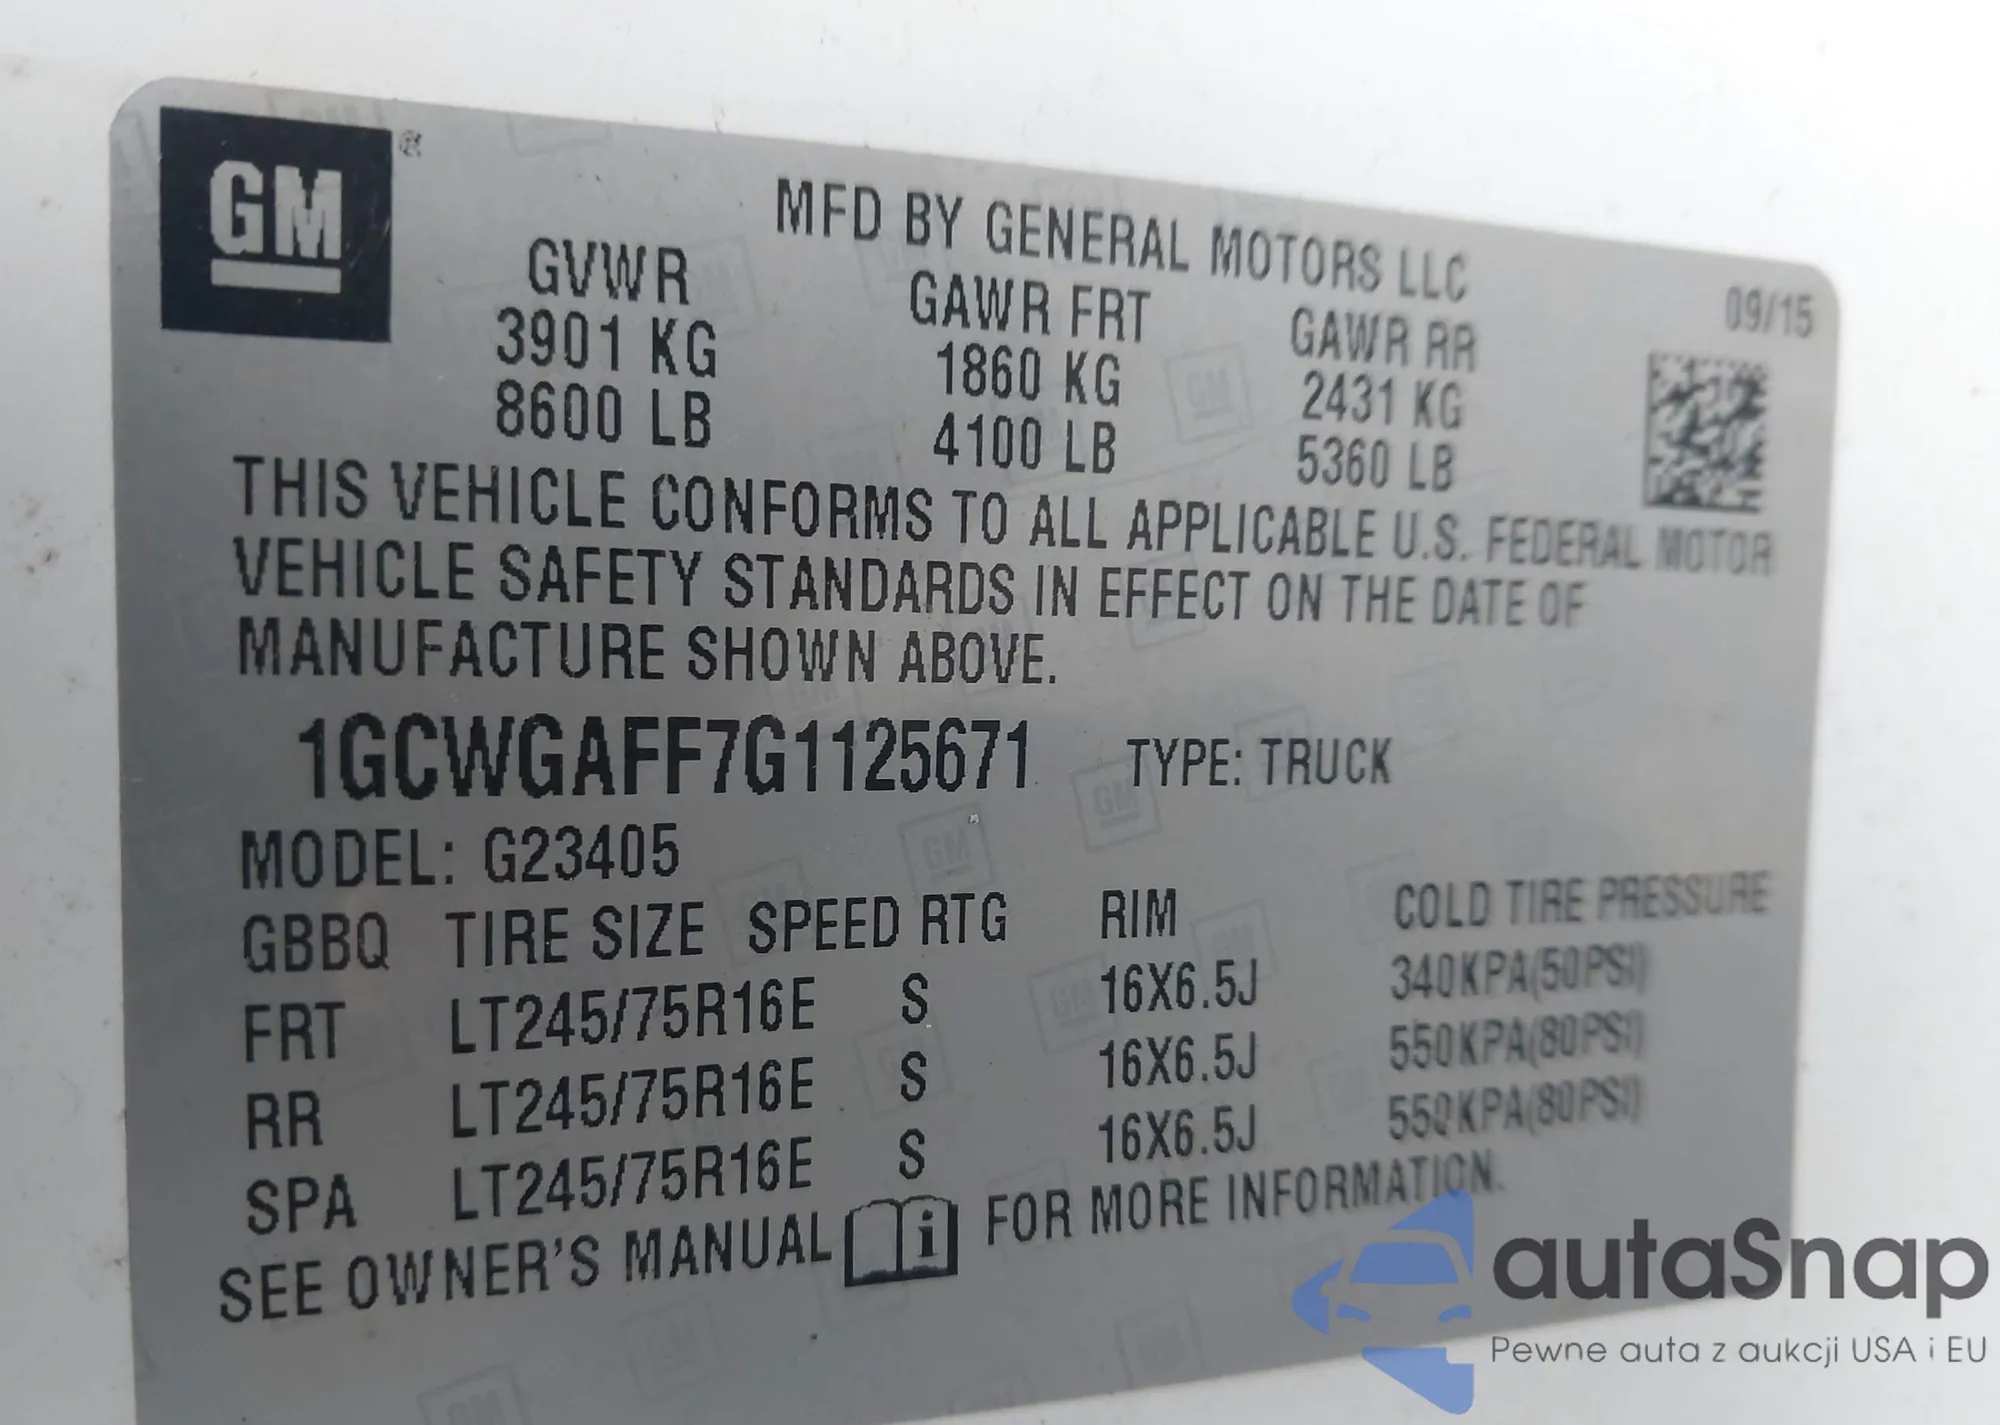 GM®
MFD BY GENERAL MOTORS LLC
09/15
GVWR GAWR FRT GAWR RR
3901 KG 1860 KG 2431 KG
8600 LB 4100 LB 5360 LB
THIS VEHICLE CONFORMS TO ALL APPLICABLE U.S. FEDERAL MOTOR
VEHICLE SAFETY STANDARDS IN EFFECT ON THE DATE OF
MANUFACTURE SHOWN ABOVE.
1GCWGAFF7G1125671 TYPE: TRUCK
MODEL: G23405
GBBQ TIRE SIZE SPEED RTG RIM COLD TIRE PRESSURE
FRT LT245/75R16E S 16X6.5J 340KPA(50PSI)
RR LT245/75R16E S 16X6.5J 550KPA(80PSI)
SPA LT245/75R16E S 16X6.5J 550KPA(80PSI)
SEE OWNER'S MANUAL i FOR MORE INFORMATION.
autaSnap
Pewne auta z aukcji USA i EU